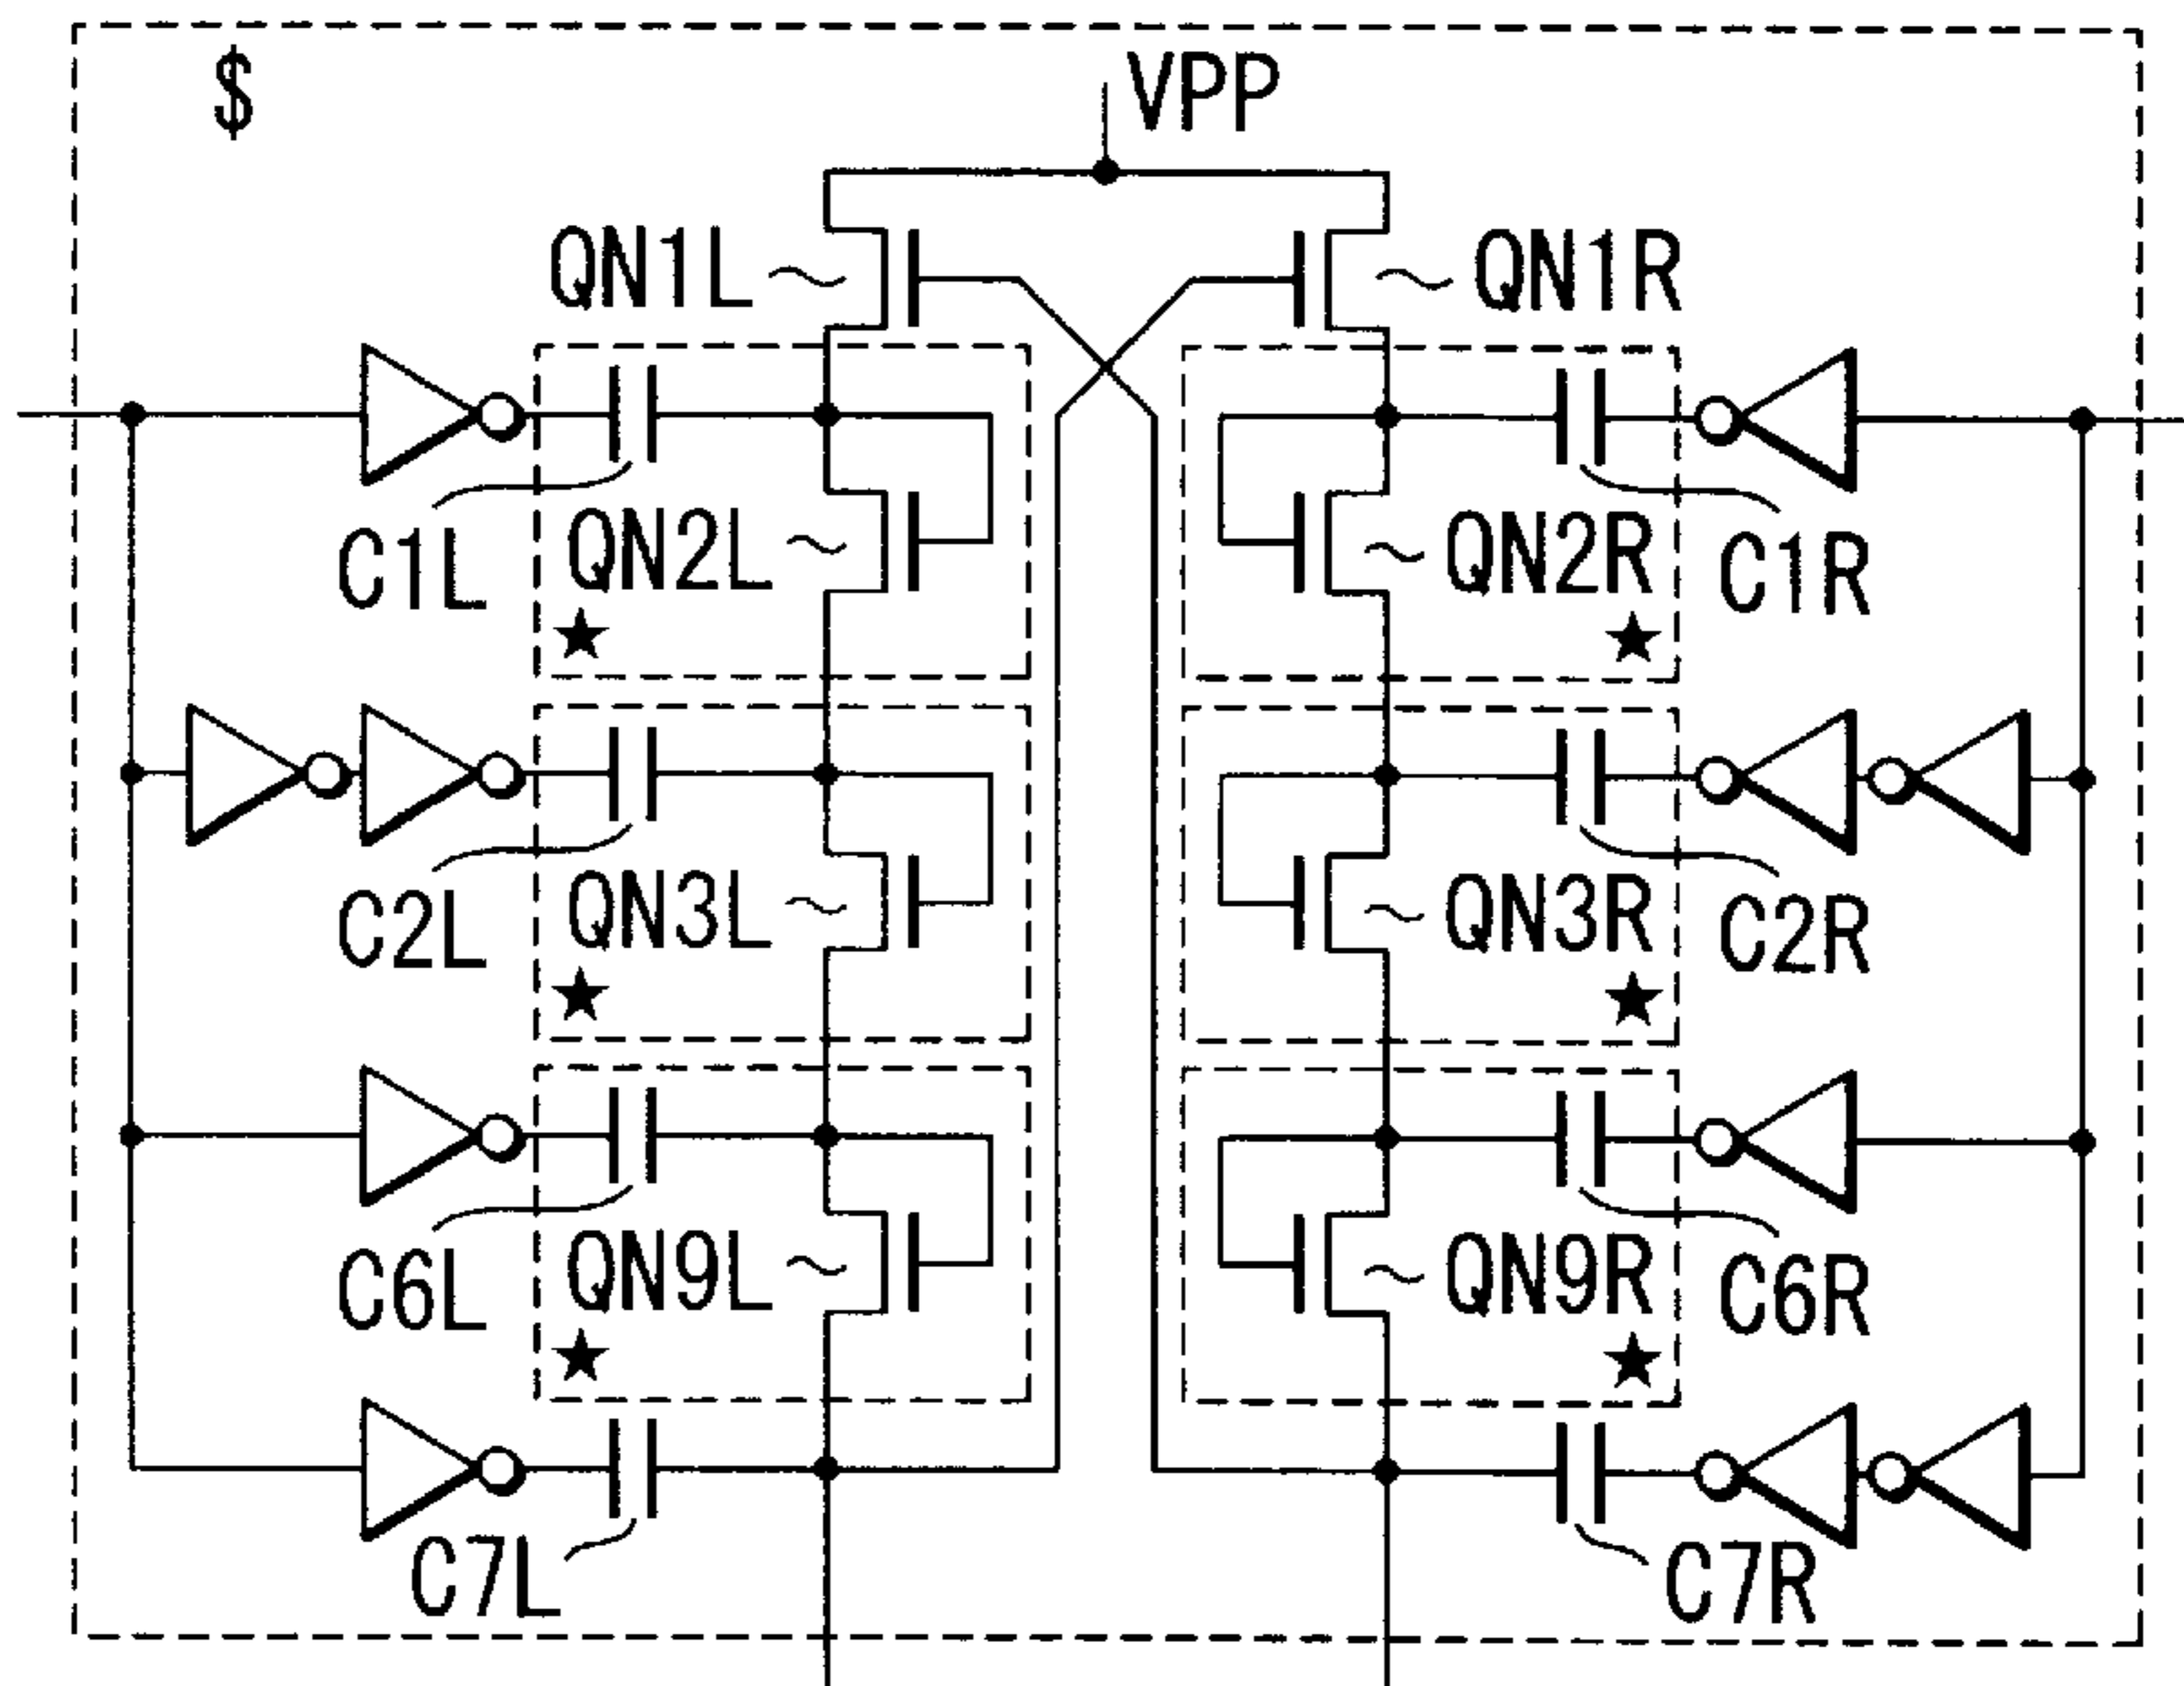 $
VPP
QN1L
QN1R
C1L
QN2L
QN2R
C1R
★
★
C2L
QN3L
QN3R
C2R
★
★
C6L
QN9L
QN9R
C6R
★
★
C7L
C7R